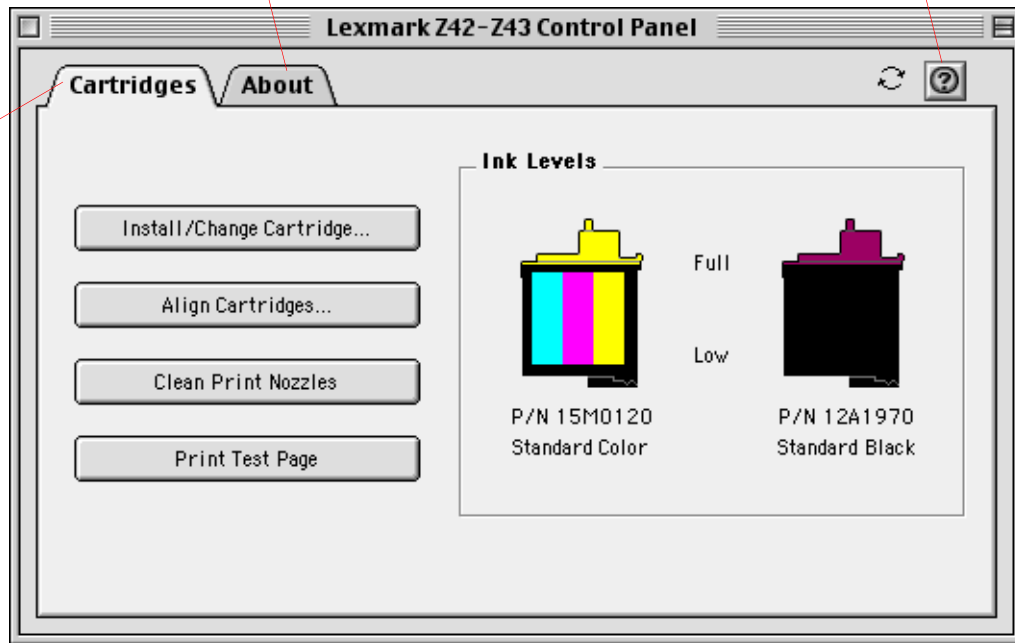 Lexmark Z42-Z43 Control Panel
Cartridges
About
?
Install/Change Cartridge...
Align Cartridges...
Clean Print Nozzles
Print Test Page
Ink Levels
Full
Low
P/N 15M0120
Standard Color
P/N 12A1970
Standard Black